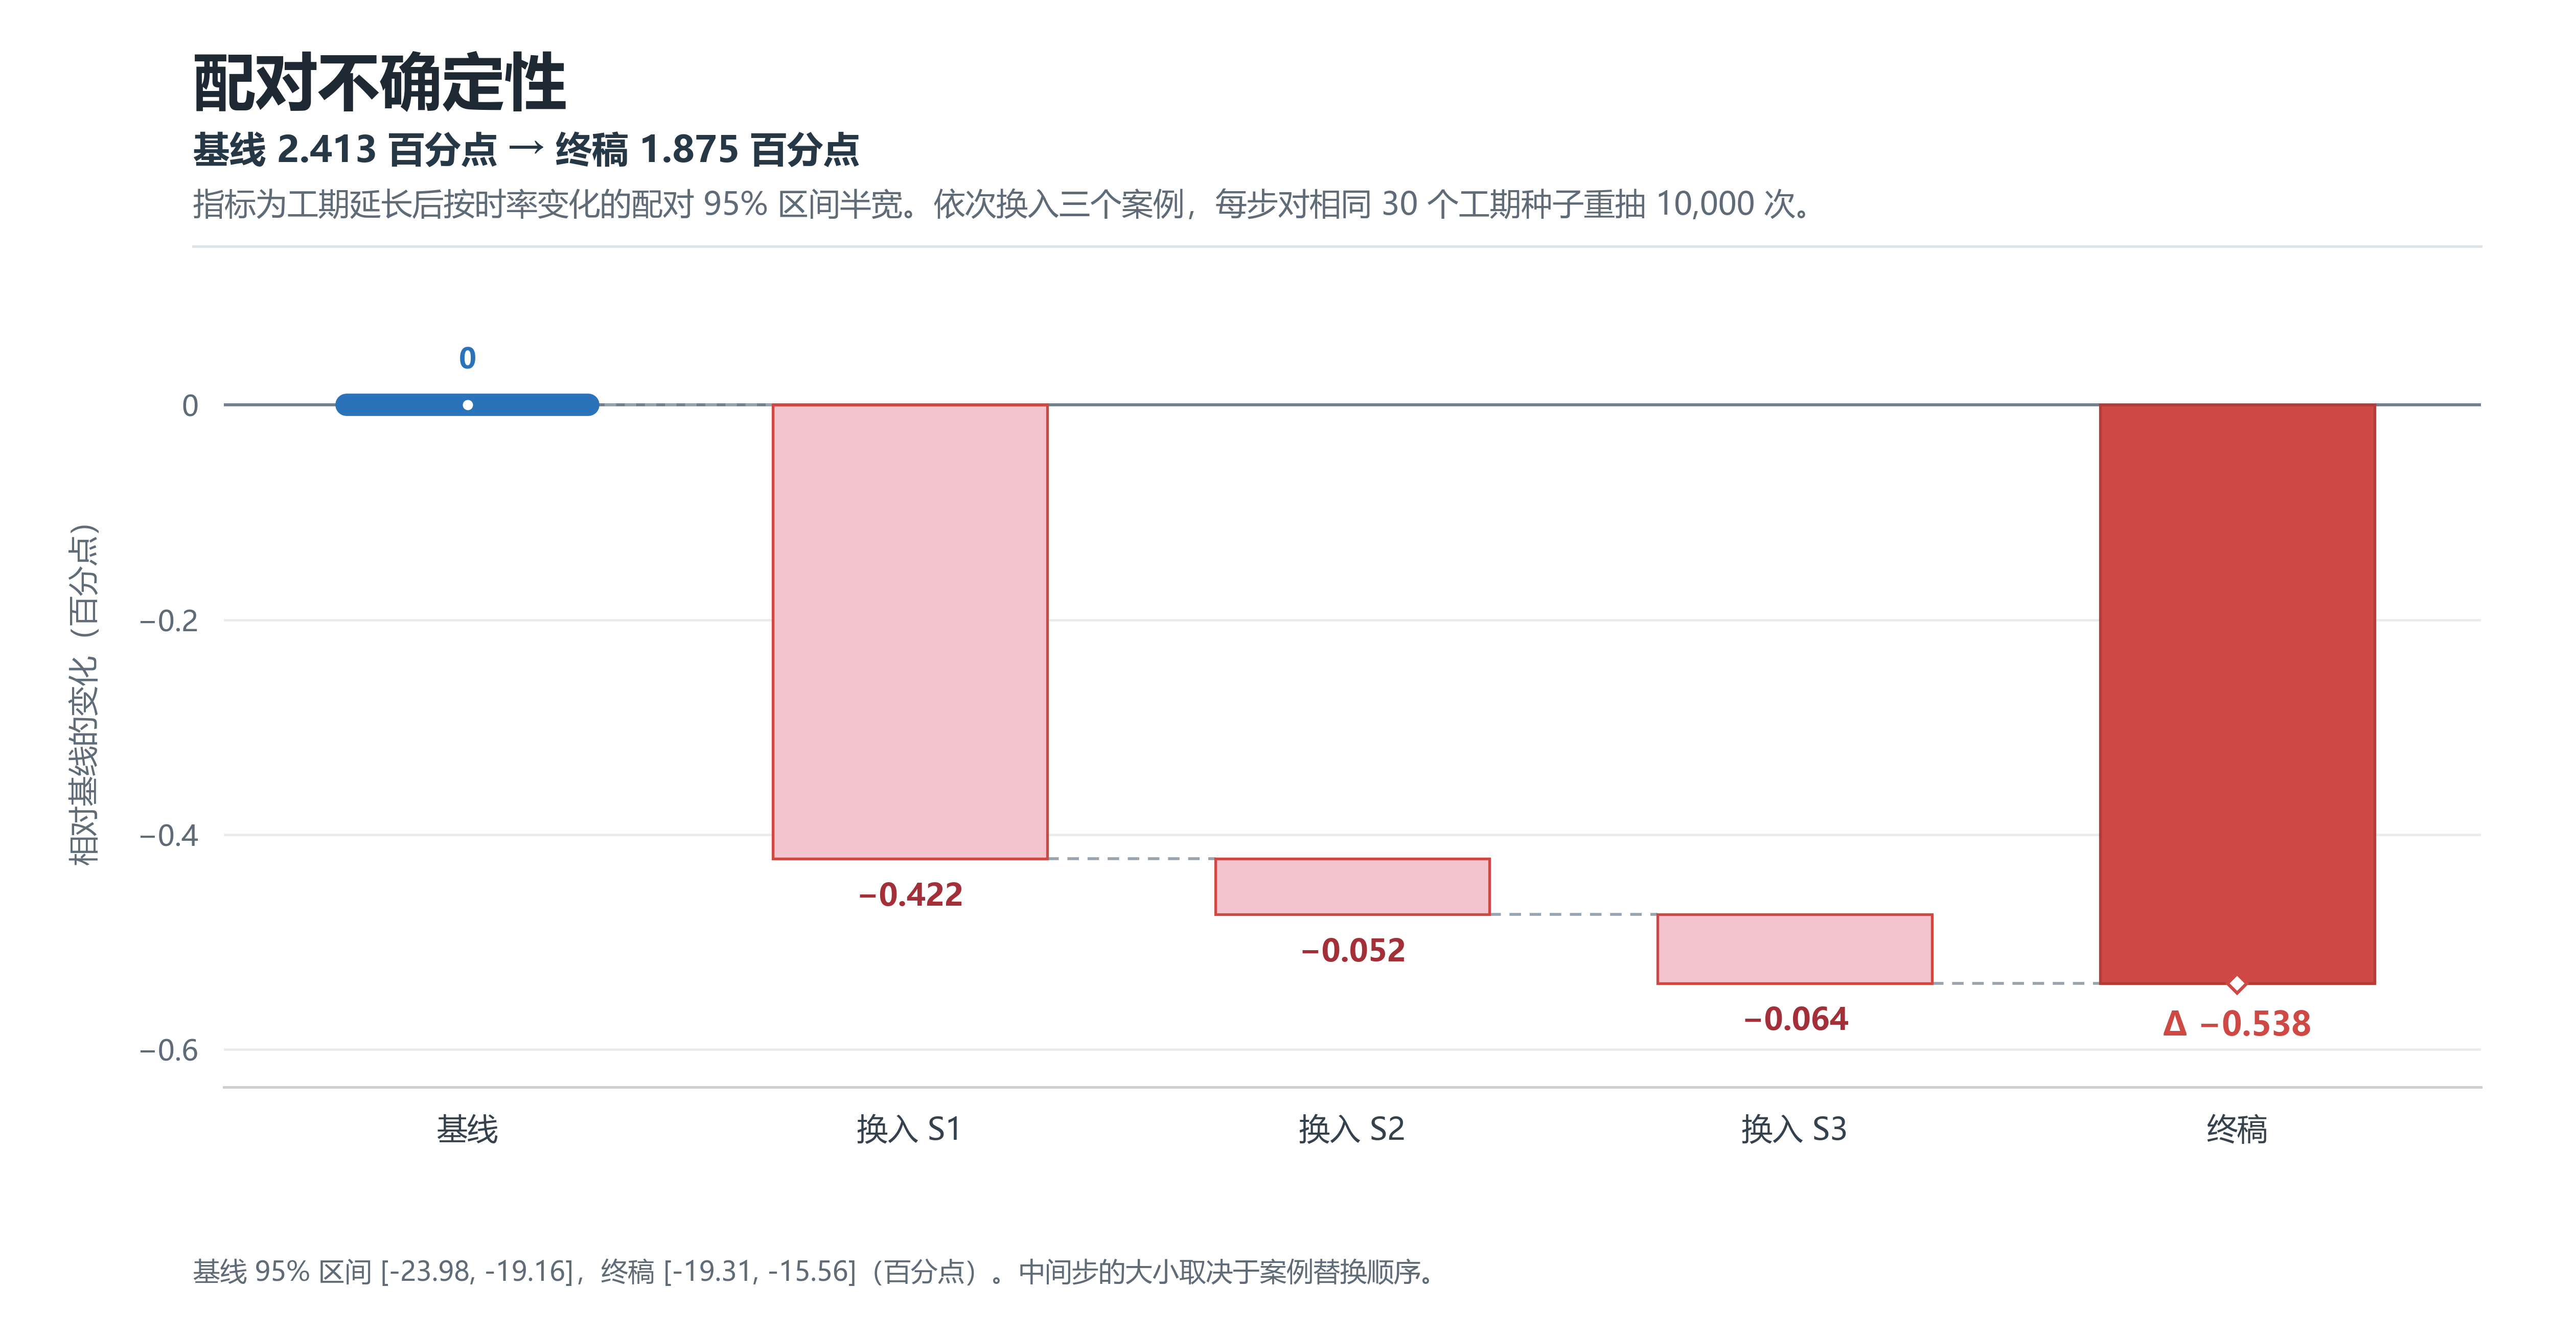 配对不确定性
基线 2.413 百分点 → 终稿 1.875 百分点
指标为工期延长后按时率变化的配对 95% 区间半宽。依次换入三个案例，每步对相同 30 个工期种子重抽 10,000 次。
相对基线的变化（百分点）
0
−0.2
−0.4
−0.6
0
−0.422
−0.052
−0.064
Δ −0.538
基线
换入 S1
换入 S2
换入 S3
终稿
基线 95% 区间 [-23.98, -19.16]，终稿 [-19.31, -15.56]（百分点）。中间步的大小取决于案例替换顺序。